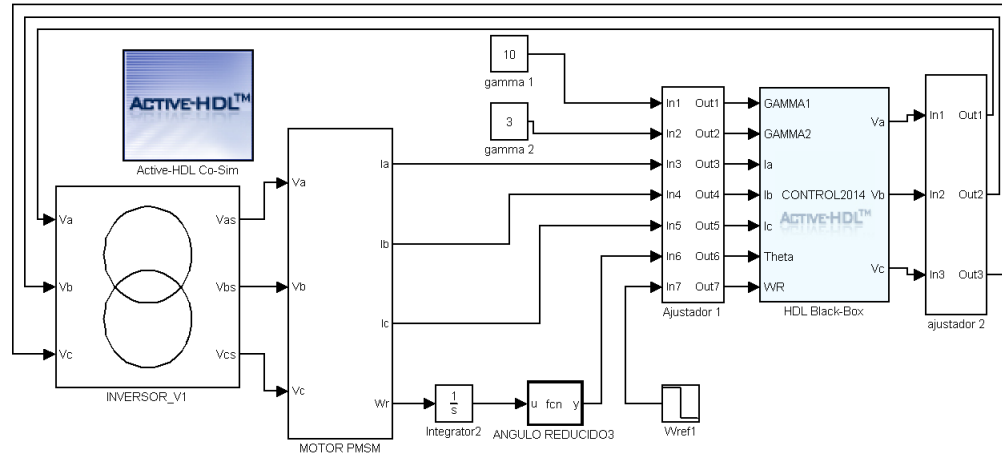 ACTIVE-HDL™
Active-HDL Co-Sim
10
gamma 1
3
gamma 2
Va
Vb
Vc
Vas
Vbs
Vcs
INVERSOR_V1
Va
Vb
Vc
Ia
Ib
Ic
Wr
MOTOR PMSM
1
s
Integrator2
u fcn y
ANGULO REDUCIDO3
Wref1
In1 Out1
In2 Out2
In3 Out3
In4 Out4
In5 Out5
In6 Out6
In7 Out7
Ajustador 1
GAMMA1
GAMMA2
Ia
Ib
Ic
Theta
WR
CONTROL2014
ACTIVE-HDL™
Va
Vb
Vc
HDL Black-Box
In1 Out1
In2 Out2
In3 Out3
ajustador 2